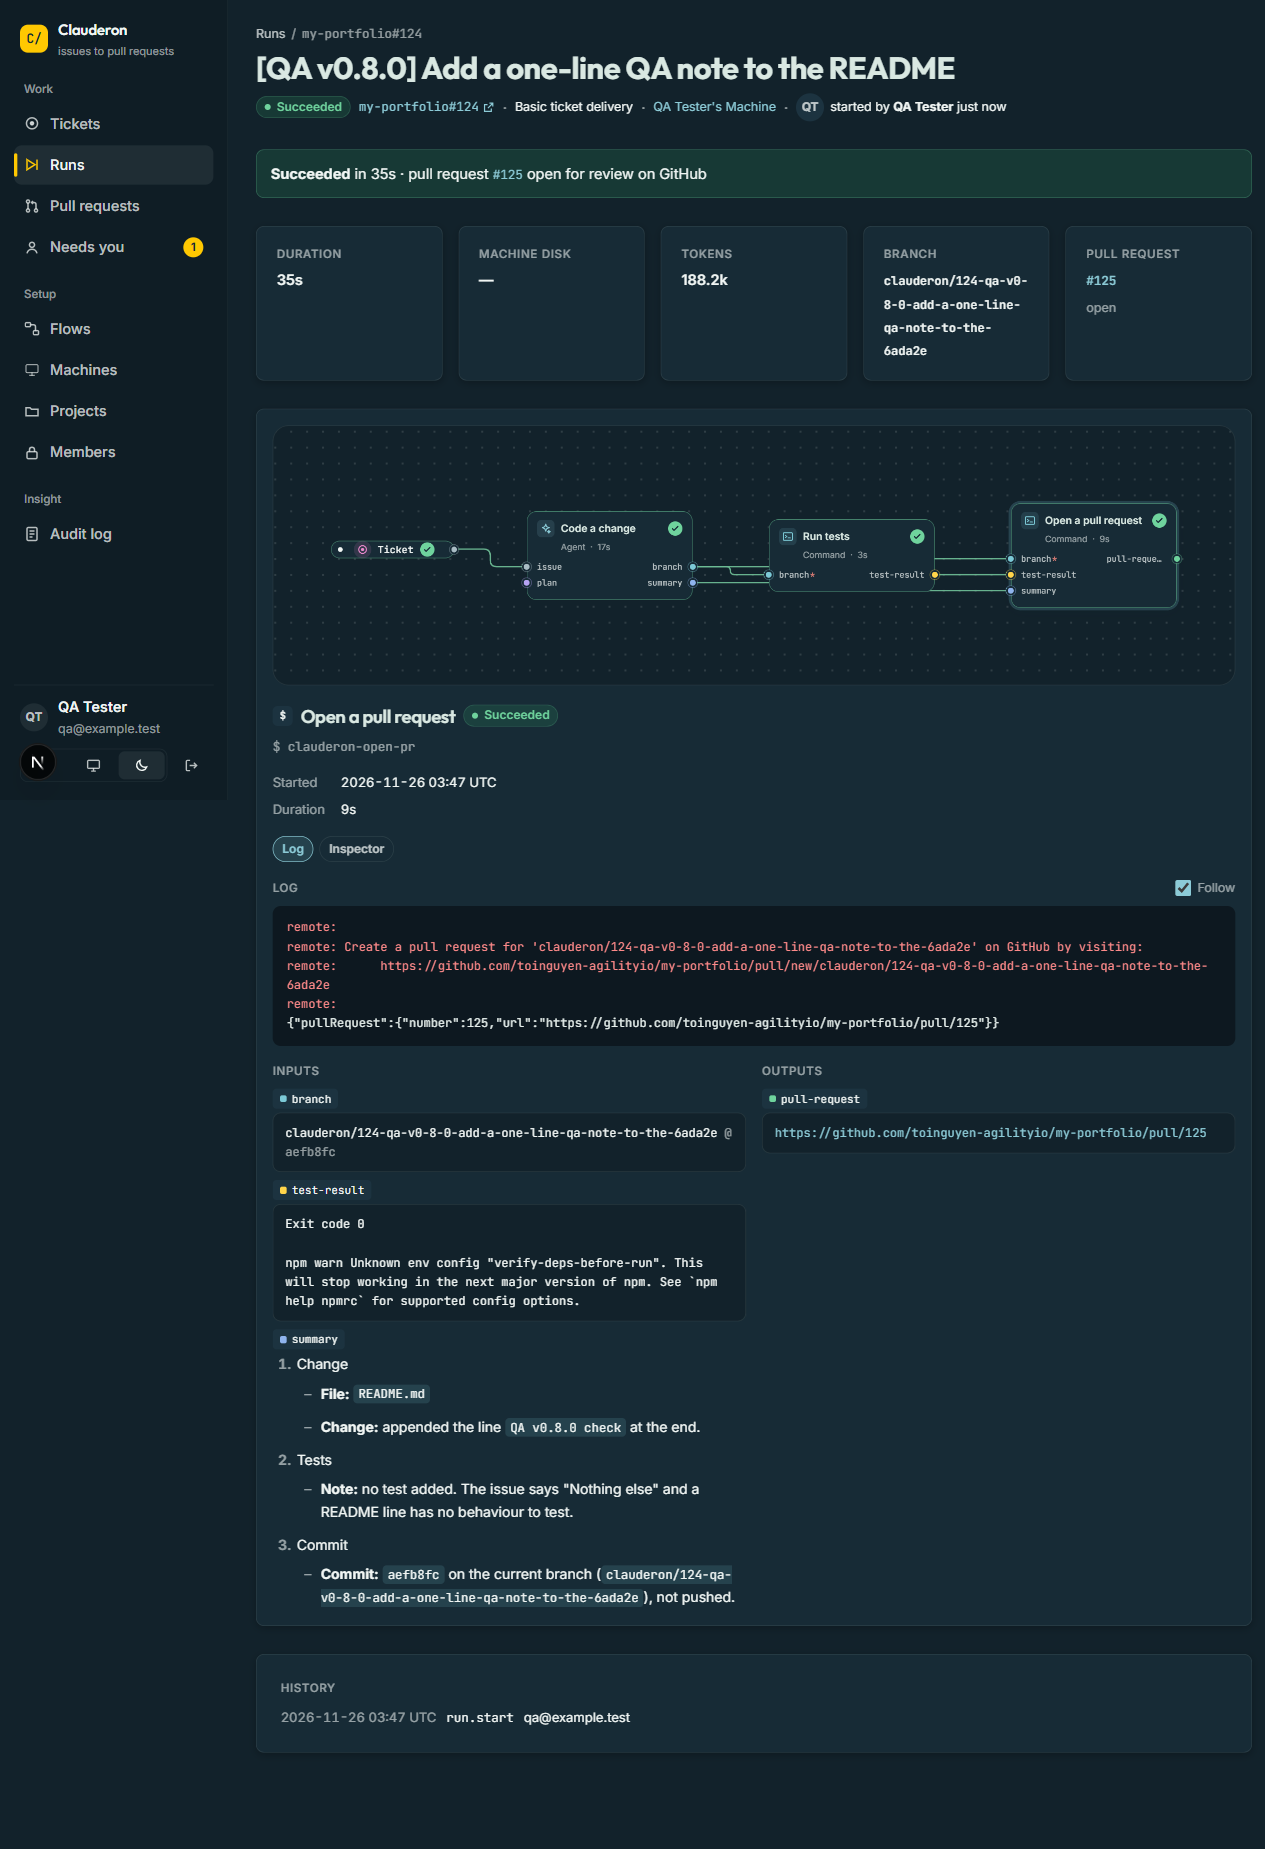 C/
Clauderon
issues to pull requests
Work
Tickets
Runs
Pull requests
Needs you 1
Setup
Flows
Machines
Projects
Members
Insight
Audit log
QT
QA Tester
qa@example.test
N
Runs / my-portfolio#124
[QA v0.8.0] Add a one-line QA note to the README
Succeeded my-portfolio#124 · Basic ticket delivery · QA Tester's Machine · QT started by QA Tester just now
Succeeded in 35s · pull request #125 open for review on GitHub
DURATION
35s
MACHINE DISK
—
TOKENS
188.2k
BRANCH
clauderon/124-qa-v0-
8-0-add-a-one-line-
qa-note-to-the-
6ada2e
PULL REQUEST
#125
open
Ticket
Code a change
Agent · 17s
issue branch
plan summary
Run tests
Command · 3s
branch* test-result
Open a pull request
Command · 9s
branch* pull-reque…
test-result
summary
$ Open a pull request Succeeded
$ clauderon-open-pr
Started 2026-11-26 03:47 UTC
Duration 9s
Log Inspector
LOG Follow
remote:
remote: Create a pull request for 'clauderon/124-qa-v0-8-0-add-a-one-line-qa-note-to-the-6ada2e' on GitHub by visiting:
remote: https://github.com/toinguyen-agilityio/my-portfolio/pull/new/clauderon/124-qa-v0-8-0-add-a-one-line-qa-note-to-the-
6ada2e
remote:
{"pullRequest":{"number":125,"url":"https://github.com/toinguyen-agilityio/my-portfolio/pull/125"}}
INPUTS
branch
clauderon/124-qa-v0-8-0-add-a-one-line-qa-note-to-the-6ada2e @
aefb8fc
test-result
Exit code 0
npm warn Unknown env config "verify-deps-before-run". This
will stop working in the next major version of npm. See `npm
help npmrc` for supported config options.
summary
1. Change
– File: README.md
– Change: appended the line QA v0.8.0 check at the end.
2. Tests
– Note: no test added. The issue says "Nothing else" and a
README line has no behaviour to test.
3. Commit
– Commit: aefb8fc on the current branch (clauderon/124-qa-
v0-8-0-add-a-one-line-qa-note-to-the-6ada2e), not pushed.
OUTPUTS
pull-request
https://github.com/toinguyen-agilityio/my-portfolio/pull/125
HISTORY
2026-11-26 03:47 UTC run.start qa@example.test